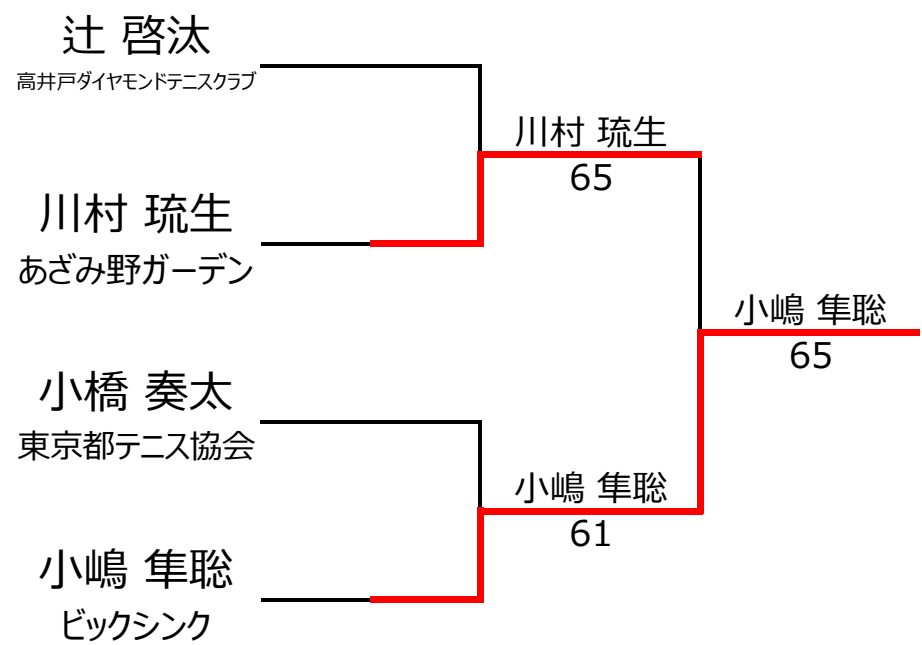 辻 啓汰
高井戸ダイヤモンドテニスクラブ
川村 琉生
65
川村 琉生
あざみ野ガーデン
小嶋 隼聡
65
小橋 奏太
東京都テニス協会
小嶋 隼聡
61
小嶋 隼聡
ビックシンク